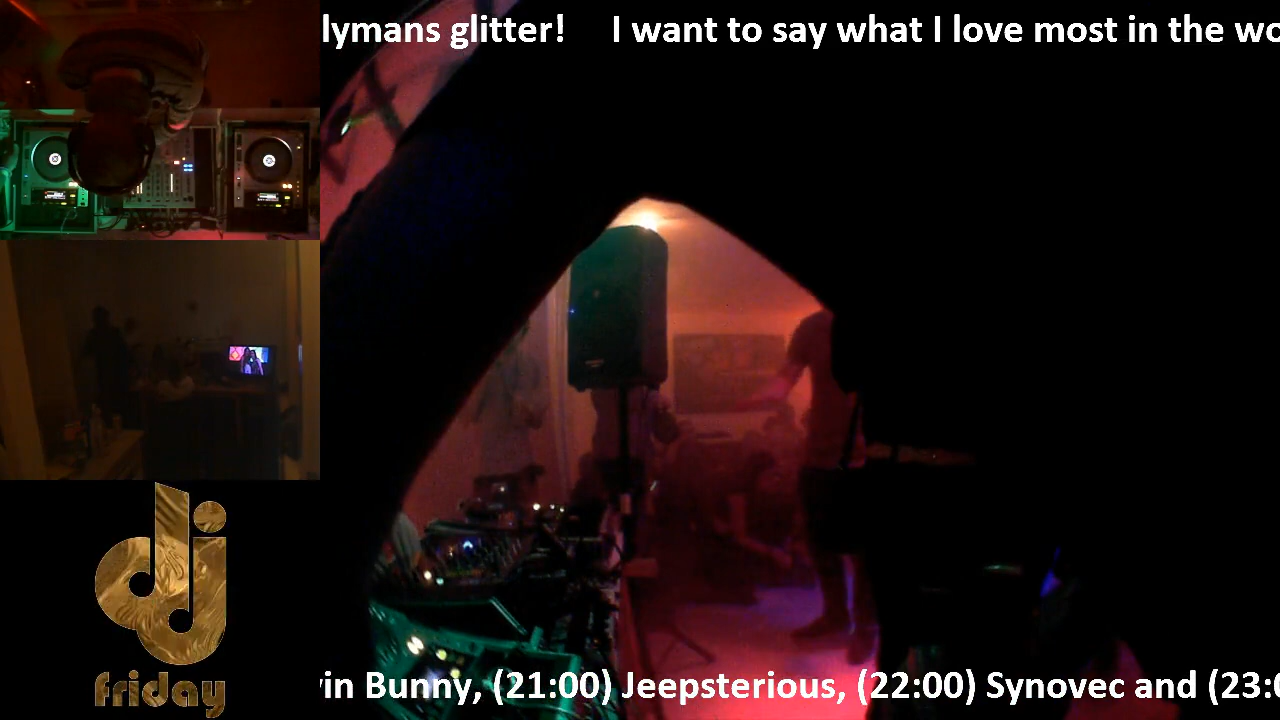 lymans glitter! I want to say what I love most in the wo
dj
friday
in Bunny, (21:00) Jeepsterious, (22:00) Synovec and (23:0